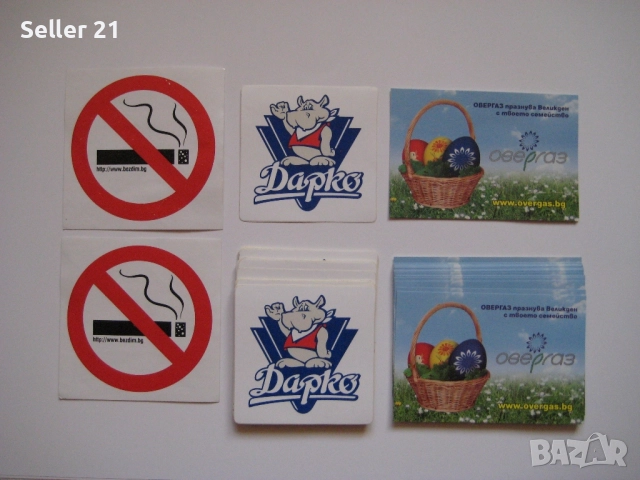 Seller 21
http://www.bezdim.bg
Дарко
ОВЕРГАЗ празнува Великден
с твоето семейство
овергаз
www.overgas.bg
http://www.bezdim.bg
Дарко
ОВЕРГАЗ празнува Великден
с твоето семейство
овергаз
www.overgas.bg
BAZAR